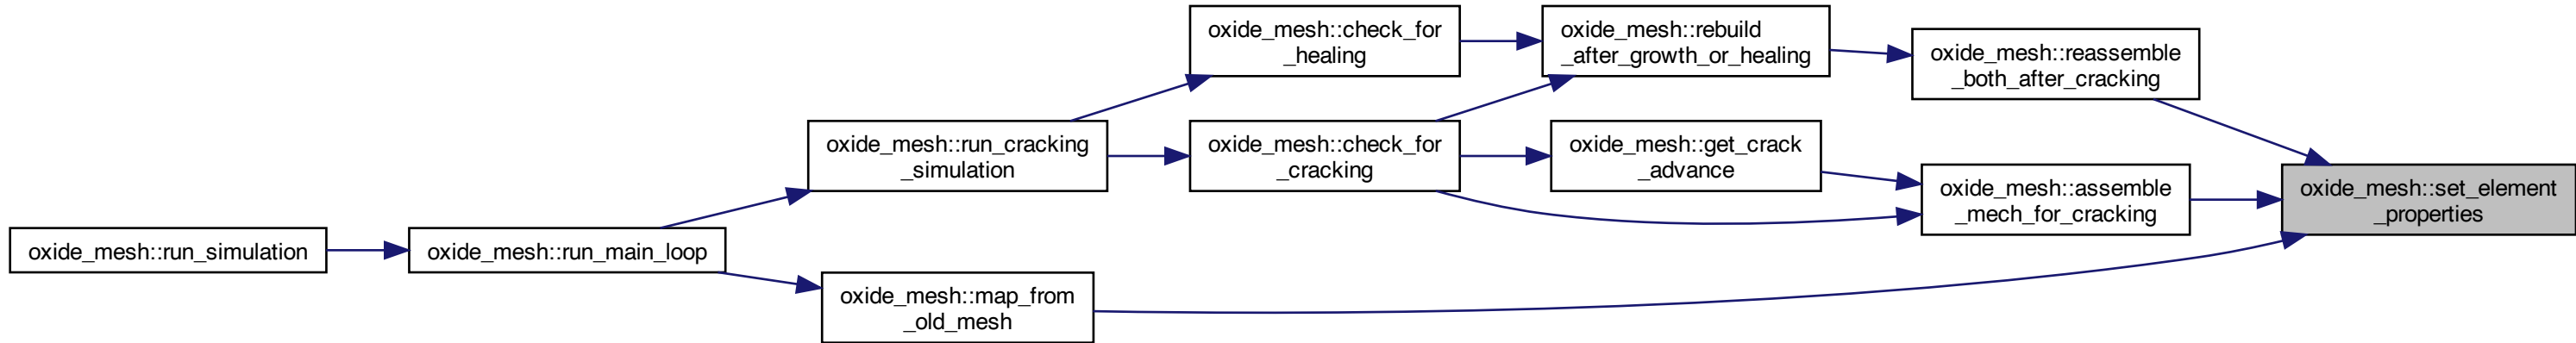 oxide_mesh::check_for
_healing
oxide_mesh::rebuild
_after_growth_or_healing
oxide_mesh::reassemble
_both_after_cracking
oxide_mesh::run_cracking
_simulation
oxide_mesh::check_for
_cracking
oxide_mesh::get_crack
_advance
oxide_mesh::assemble
_mech_for_cracking
oxide_mesh::set_element
_properties
oxide_mesh::run_simulation
oxide_mesh::run_main_loop
oxide_mesh::map_from
_old_mesh